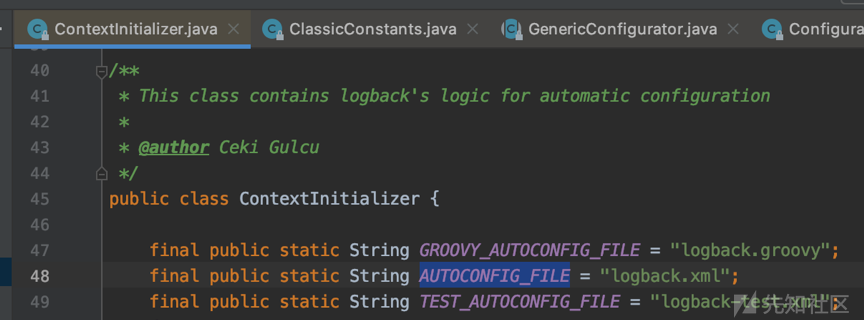 ContextInitializer.java ClassicConstants.java GenericConfigurator.java Configura
40 /**
41 * This class contains logback's logic for automatic configuration
42 *
43 * @author Ceki Gulcu
44 */
45 public class ContextInitializer {
46
47 final public static String GROOVY_AUTOCONFIG_FILE = "logback.groovy";
48 final public static String AUTOCONFIG_FILE = "logback.xml";
49 final public static String TEST_AUTOCONFIG_FILE = "logback-test.xml";
先知社区